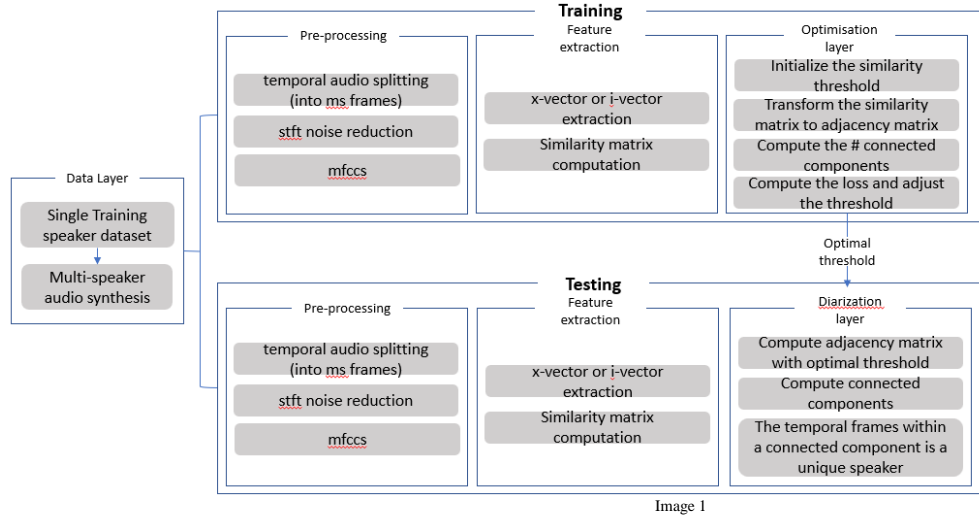 Training
Pre-processing
temporal audio splitting
(into ms frames)
stft noise reduction
mfccs
Feature
extraction
x-vector or i-vector
extraction
Similarity matrix
computation
Optimisation
layer
Initialize the similarity
threshold
Transform the similarity
matrix to adjacency matrix
Compute the # connected
components
Compute the loss and adjust
the threshold
Data Layer
Single Training
speaker dataset
Multi-speaker
audio synthesis
Optimal
threshold
Testing
Pre-processing
temporal audio splitting
(into ms frames)
stft noise reduction
mfccs
Feature
extraction
x-vector or i-vector
extraction
Similarity matrix
computation
Diarization
layer
Compute adjacency matrix
with optimal threshold
Compute connected
components
The temporal frames within
a connected component is a
unique speaker
Image 1